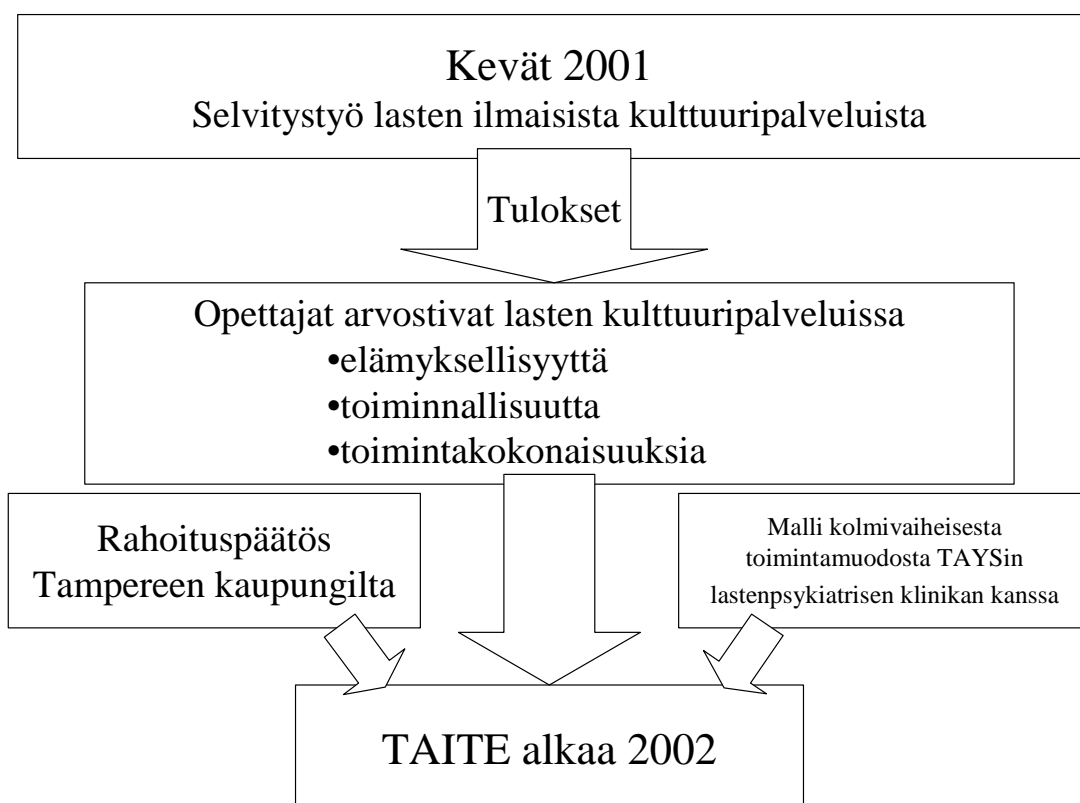 Kevät 2001
Selvitystyö lasten ilmaisista kulttuuripalveluista
Tulokset
Opettajat arvostivat lasten kulttuuripalveluissa
•elämyksellisyyttä
•toiminnallisuutta
•toimintakokonaisuuksia
Rahoituspäätös
Tampereen kaupungilta
Malli kolmivaiheisesta
toimintamuodosta TAYSin
lastenpsykiatrisen klinikan kanssa
TAITE alkaa 2002